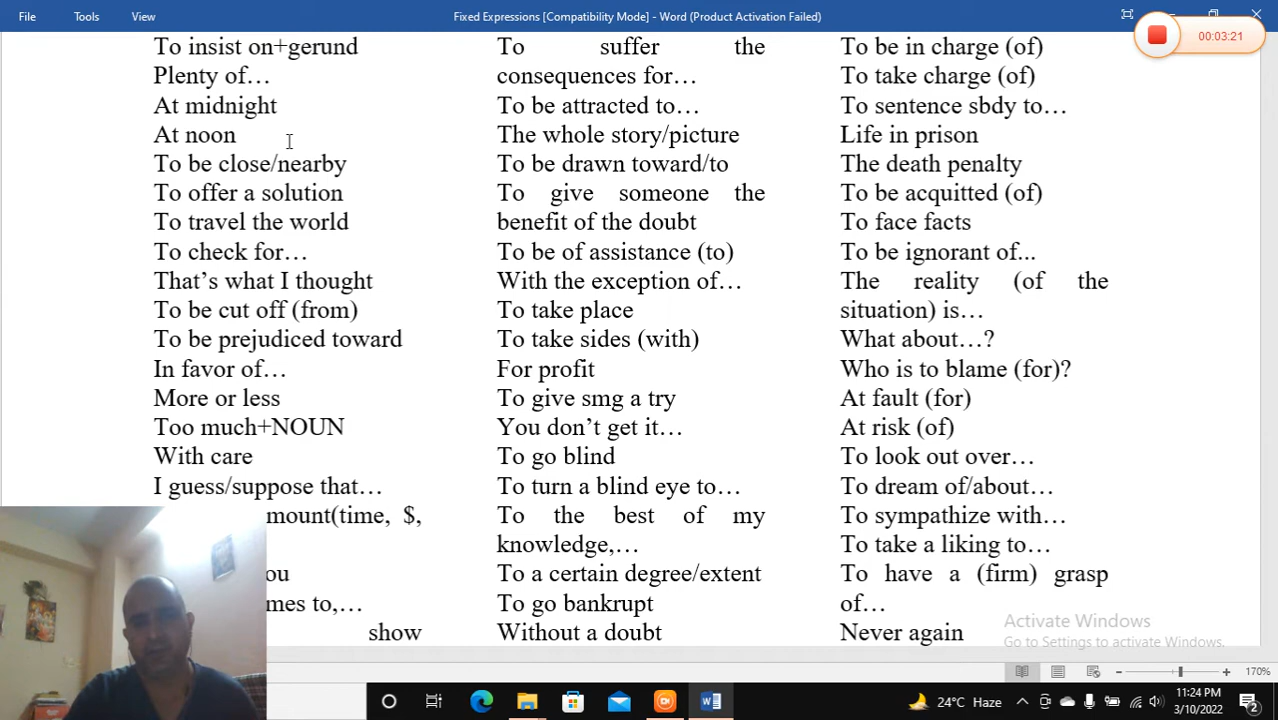 File
Tools
View
Fixed Expressions [Compatibility Mode] - Word (Product Activation Failed)
00:03:21
To insist on+gerund
Plenty of…
At midnight
At noon
To be close/nearby
To offer a solution
To travel the world
To check for…
That’s what I thought
To be cut off (from)
To be prejudiced toward
In favor of…
More or less
Too much+NOUN
With care
I guess/suppose that…
mount(time, $,
ou
mes to,…
show
To suffer the
consequences for…
To be attracted to…
The whole story/picture
To be drawn toward/to
To give someone the
benefit of the doubt
To be of assistance (to)
With the exception of…
To take place
To take sides (with)
For profit
To give smg a try
You don’t get it…
To go blind
To turn a blind eye to…
To the best of my
knowledge,…
To a certain degree/extent
To go bankrupt
Without a doubt
To be in charge (of)
To take charge (of)
To sentence sbdy to…
Life in prison
The death penalty
To be acquitted (of)
To face facts
To be ignorant of...
The reality (of the
situation) is…
What about…?
Who is to blame (for)?
At fault (for)
At risk (of)
To look out over…
To dream of/about…
To sympathize with…
To take a liking to…
To have a (firm) grasp
of…
Never again
Activate Windows
Go to Settings to activate Windows.
170%
24°C Haze
11:24 PM
3/10/2022
2